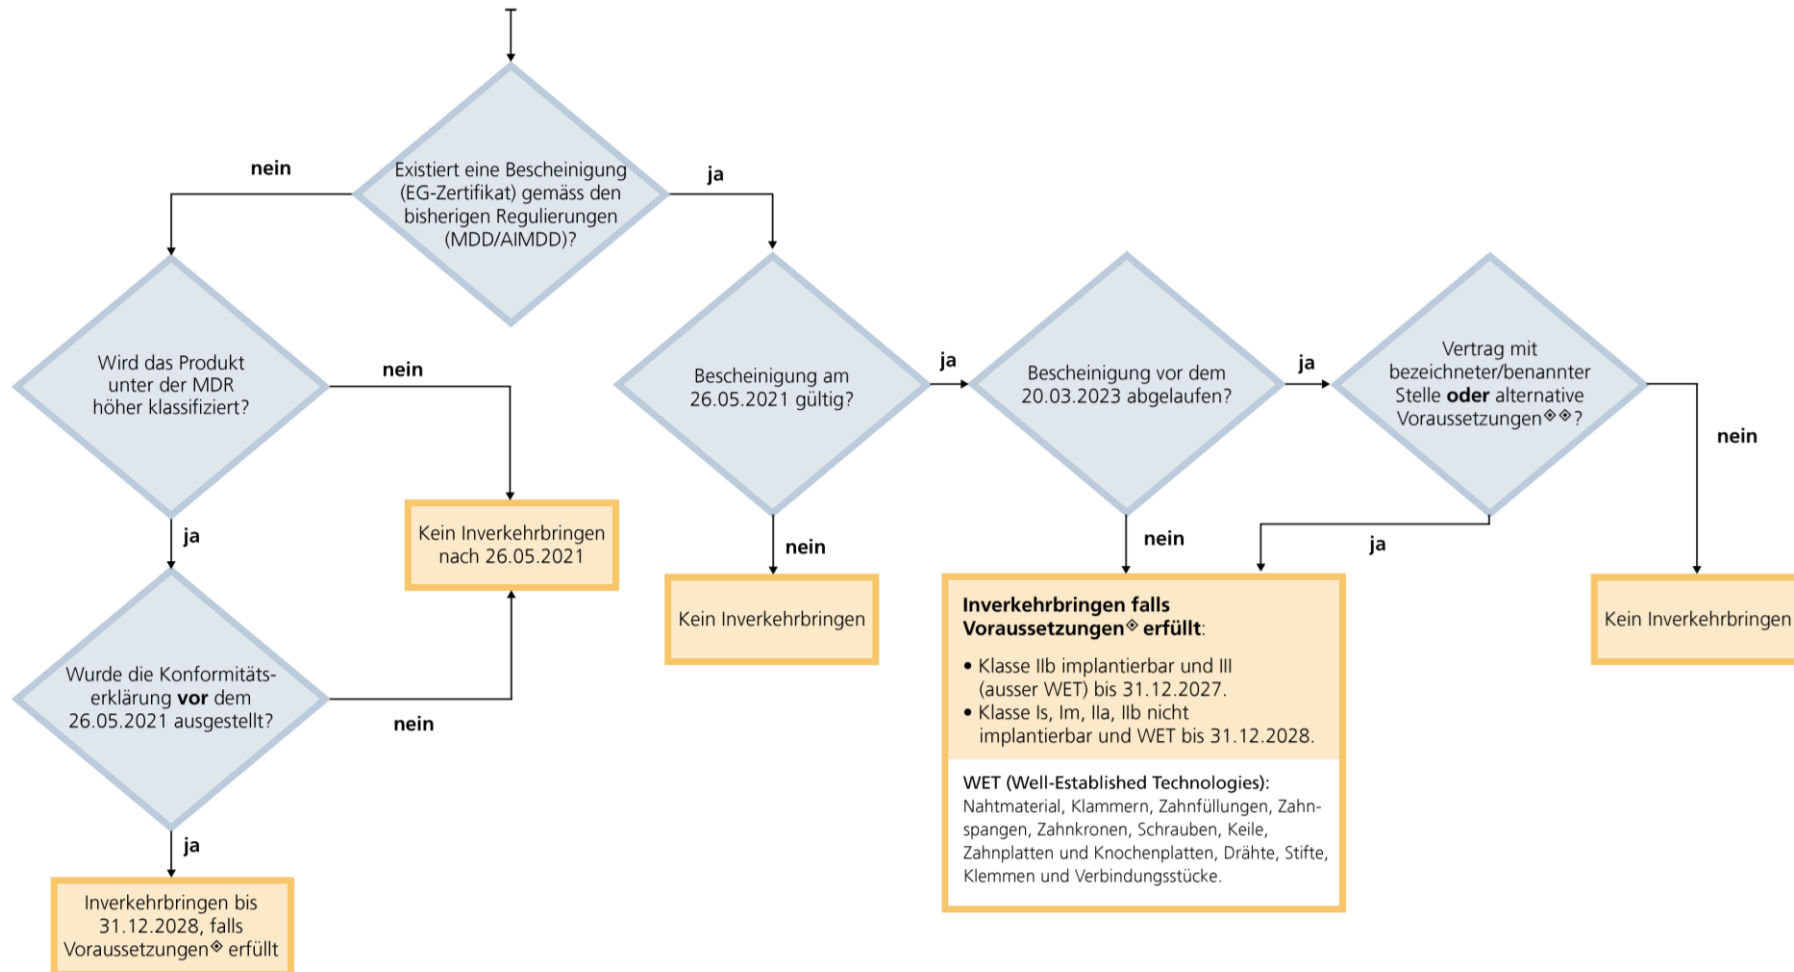 Existiert eine Bescheinigung
(EG-Zertifikat) gemäss den
bisherigen Regulierungen
(MDD/AIMDD)?
nein
ja
Wird das Produkt
unter der MDR
höher klassifiziert?
nein
ja
Kein Inverkehrbringen
nach 26.05.2021
Wurde die Konformitäts-
erklärung vor dem
26.05.2021 ausgestellt?
nein
ja
Inverkehrbringen bis
31.12.2028, falls
Voraussetzungen◈ erfüllt
Bescheinigung am
26.05.2021 gültig?
ja
nein
Kein Inverkehrbringen
Bescheinigung vor dem
20.03.2023 abgelaufen?
ja
nein
Vertrag mit
bezeichneter/benannter
Stelle oder alternative
Voraussetzungen◈◈?
nein
ja
Inverkehrbringen falls
Voraussetzungen◈ erfüllt:
• Klasse IIb implantierbar und III
(ausser WET) bis 31.12.2027.
• Klasse Is, Im, IIa, IIb nicht
implantierbar und WET bis 31.12.2028.
WET (Well-Established Technologies):
Nahtmaterial, Klammern, Zahnfüllungen, Zahn-
spangen, Zahnkronen, Schrauben, Keile,
Zahnplatten und Knochenplatten, Drähte, Stifte,
Klemmen und Verbindungsstücke.
Kein Inverkehrbringen